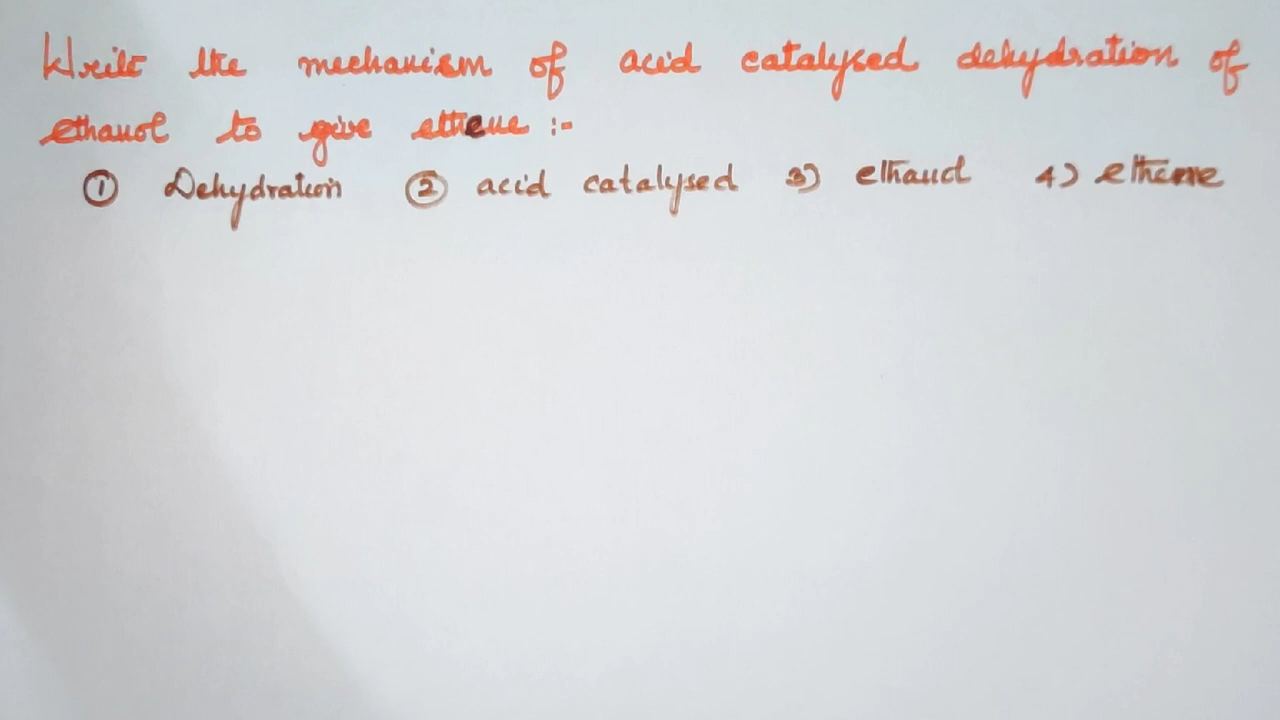 Write the mechanism of acid catalysed dehydration of
ethanol to give ethene :-
① Dehydration ② acid catalysed 3) ethanol 4) ethene